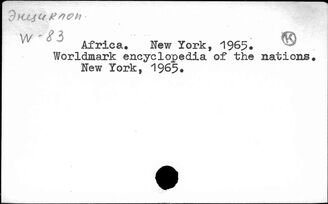 Энциклоп.
W-83
Africa. New York, 1965.
Worldmark encyclopedia of the nations.
New York, 1965.